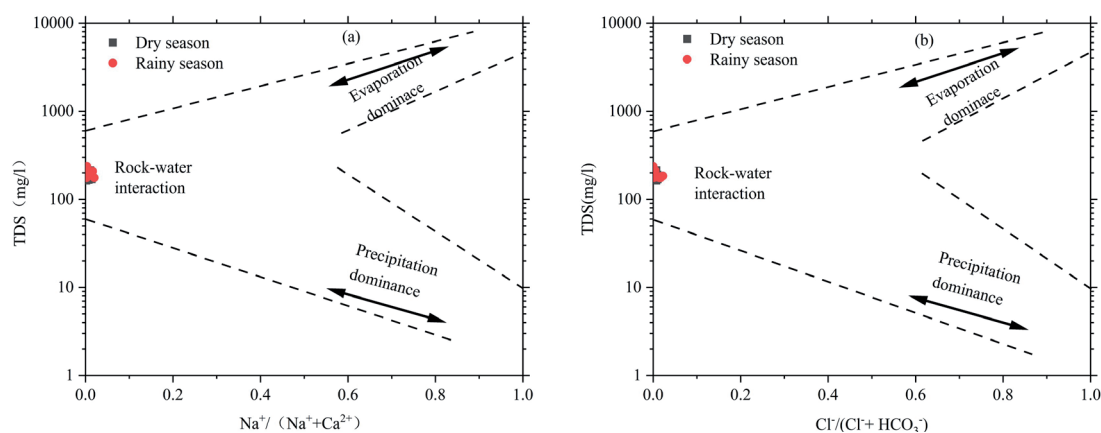 (a)
Dry season
Rainy season
Evaporation
dominace
Rock-water
interaction
Precipitation
dominance
10000
1000
100
10
1
TDS（mg/l）
0.0 0.2 0.4 0.6 0.8 1.0
Na⁺/（Na⁺+Ca²⁺）
(b)
Dry season
Rainy season
Evaporation
dominace
Rock-water
interaction
Precipitation
dominance
10000
1000
100
10
1
TDS(mg/l)
0.0 0.2 0.4 0.6 0.8 1.0
Cl⁻/(Cl⁻+ HCO₃⁻)